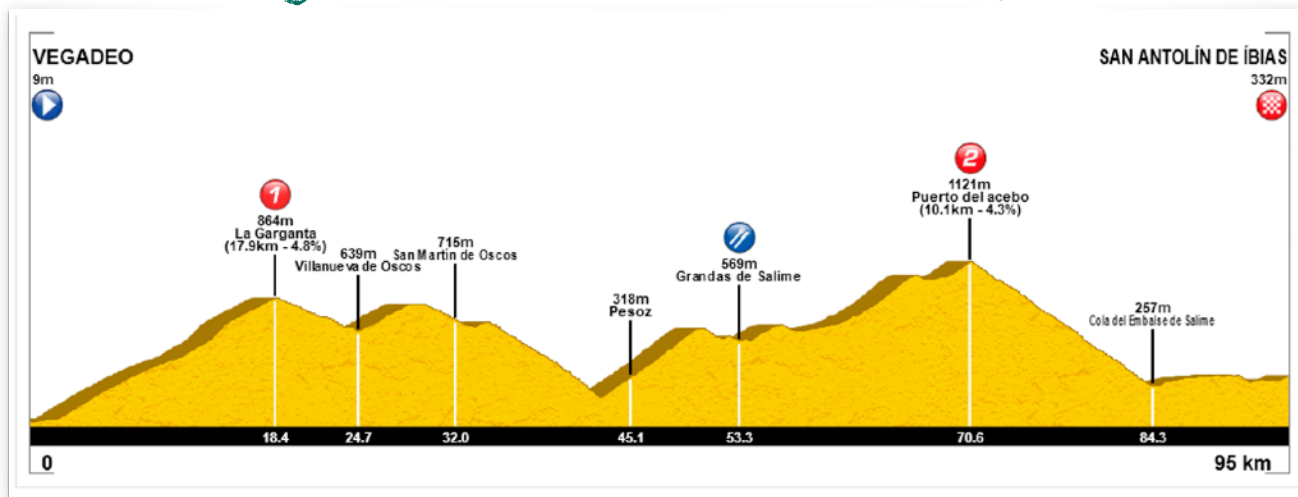 VEGADEO
9m
SAN ANTOLÍN DE ÍBIAS
332m
1
864m
La Garganta
(17.9km - 4.8%)
639m
Villanueva de Oscos
715m
San Martín de Oscos
318m
Pesoz
569m
Grandas de Salime
2
1121m
Puerto del acebo
(10.1km - 4.3%)
257m
Cola del Embalse de Salime
18.4
24.7
32.0
45.1
53.3
70.6
84.3
0
95 km